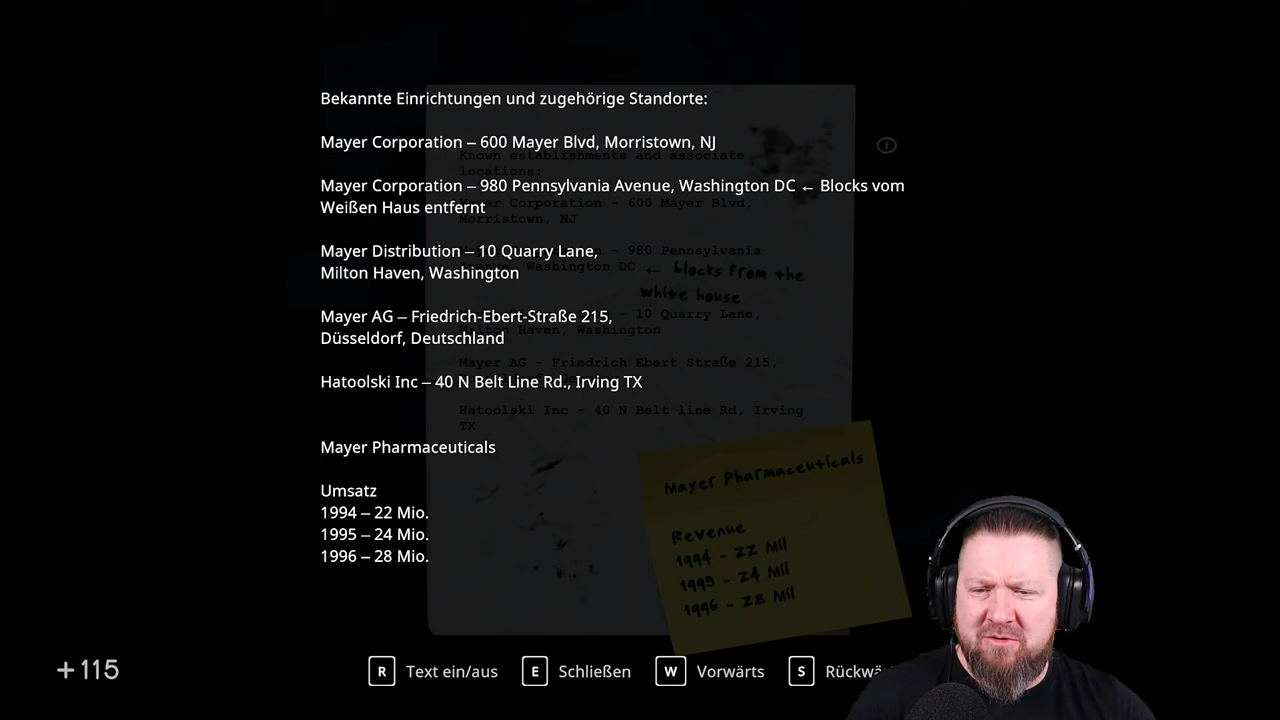 Bekannte Einrichtungen und zugehörige Standorte:
Mayer Corporation – 600 Mayer Blvd, Morristown, NJ
Known establishments and associate
locations:
Mayer Corporation – 980 Pennsylvania Avenue, Washington DC ← Blocks vom
Weißen Haus entfernt
Mayer Corporation - 600 Mayer Blvd,
Morristown, NJ
Mayer Distribution – 10 Quarry Lane,
Milton Haven, Washington
- 980 Pennsylvania
Washington DC ← blocks from the
white house
Mayer AG – Friedrich-Ebert-Straße 215,
Düsseldorf, Deutschland
- 10 Quarry Lane,
Milton Haven, Washington
Mayer AG - Friedrich Ebert Straße 215,
Hatoolski Inc – 40 N Belt Line Rd., Irving TX
Hatoolski Inc - 40 N Belt line Rd, Irving
TX
Mayer Pharmaceuticals
Umsatz
1994 – 22 Mio.
1995 – 24 Mio.
1996 – 28 Mio.
Mayer Pharmaceuticals
Revenue
1994 - 22 Mil
1995 - 24 Mil
1996 - 28 Mil
+115
R Text ein/aus E Schließen W Vorwärts S